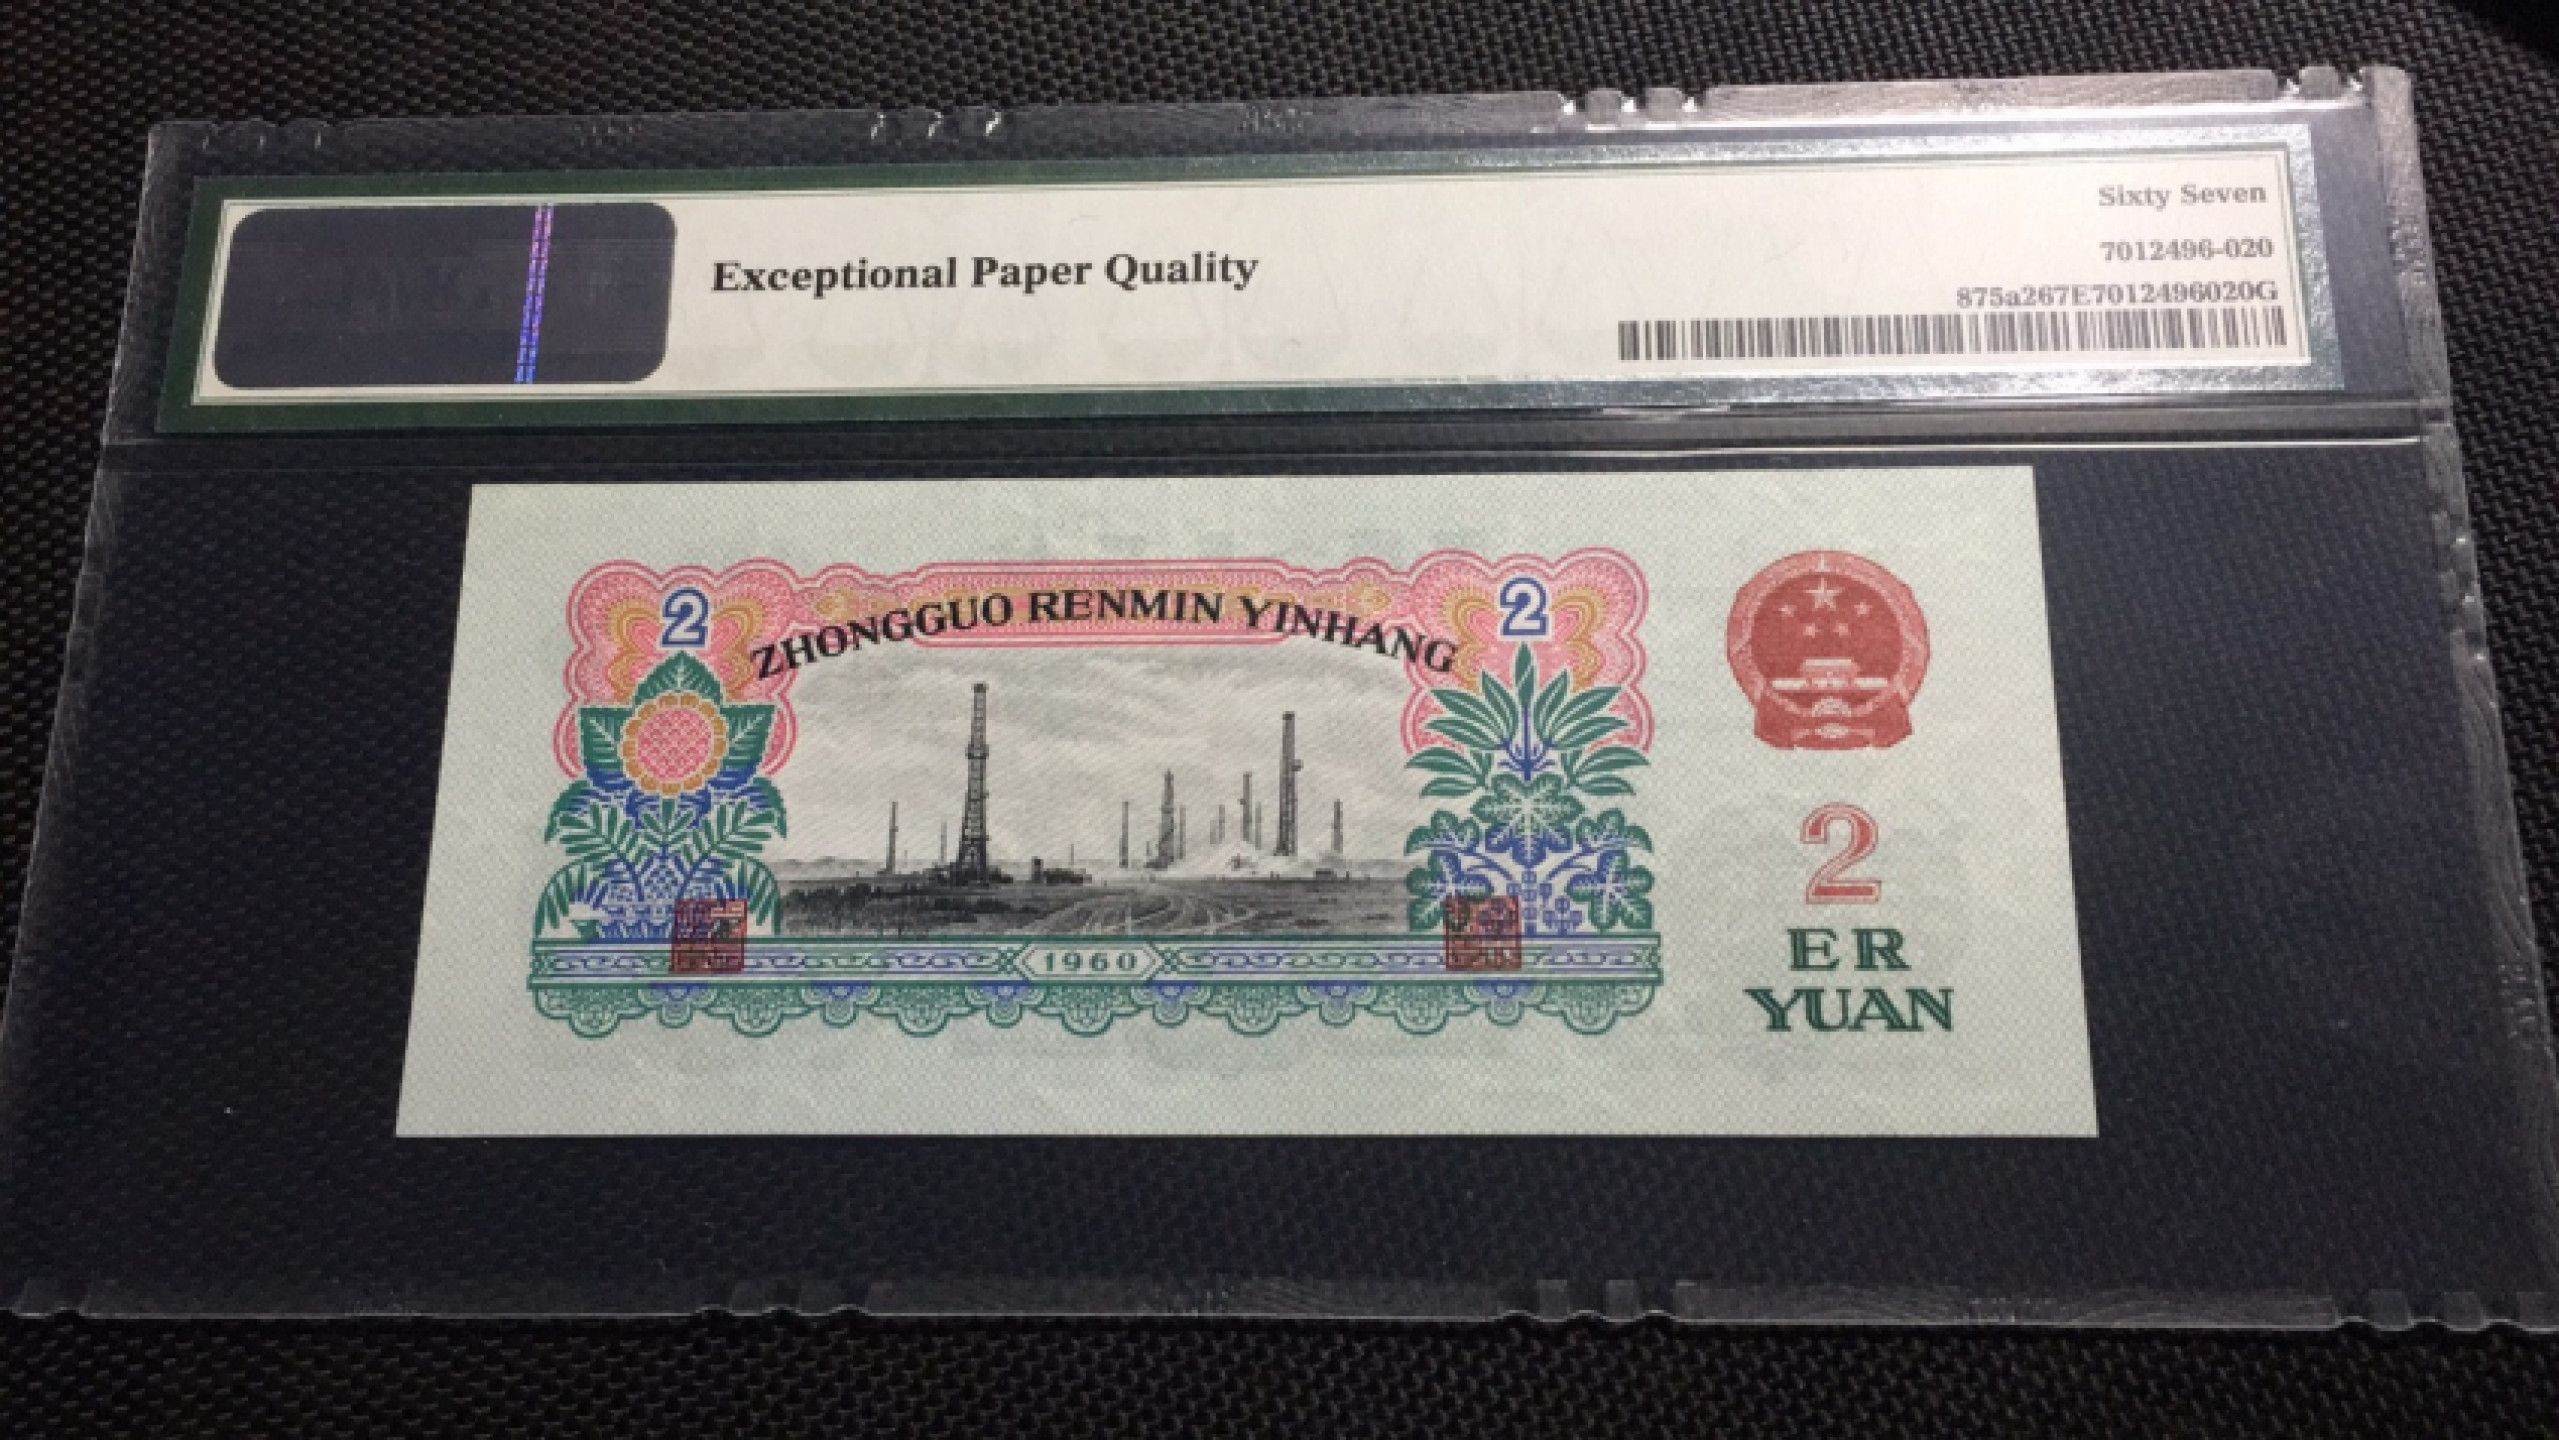 Sixty Seven
7012496-020
Exceptional Paper Quality
875a267E7012496020G
2 ZHONGGUO RENMIN YINHANG 2
2
ER
YUAN
1960